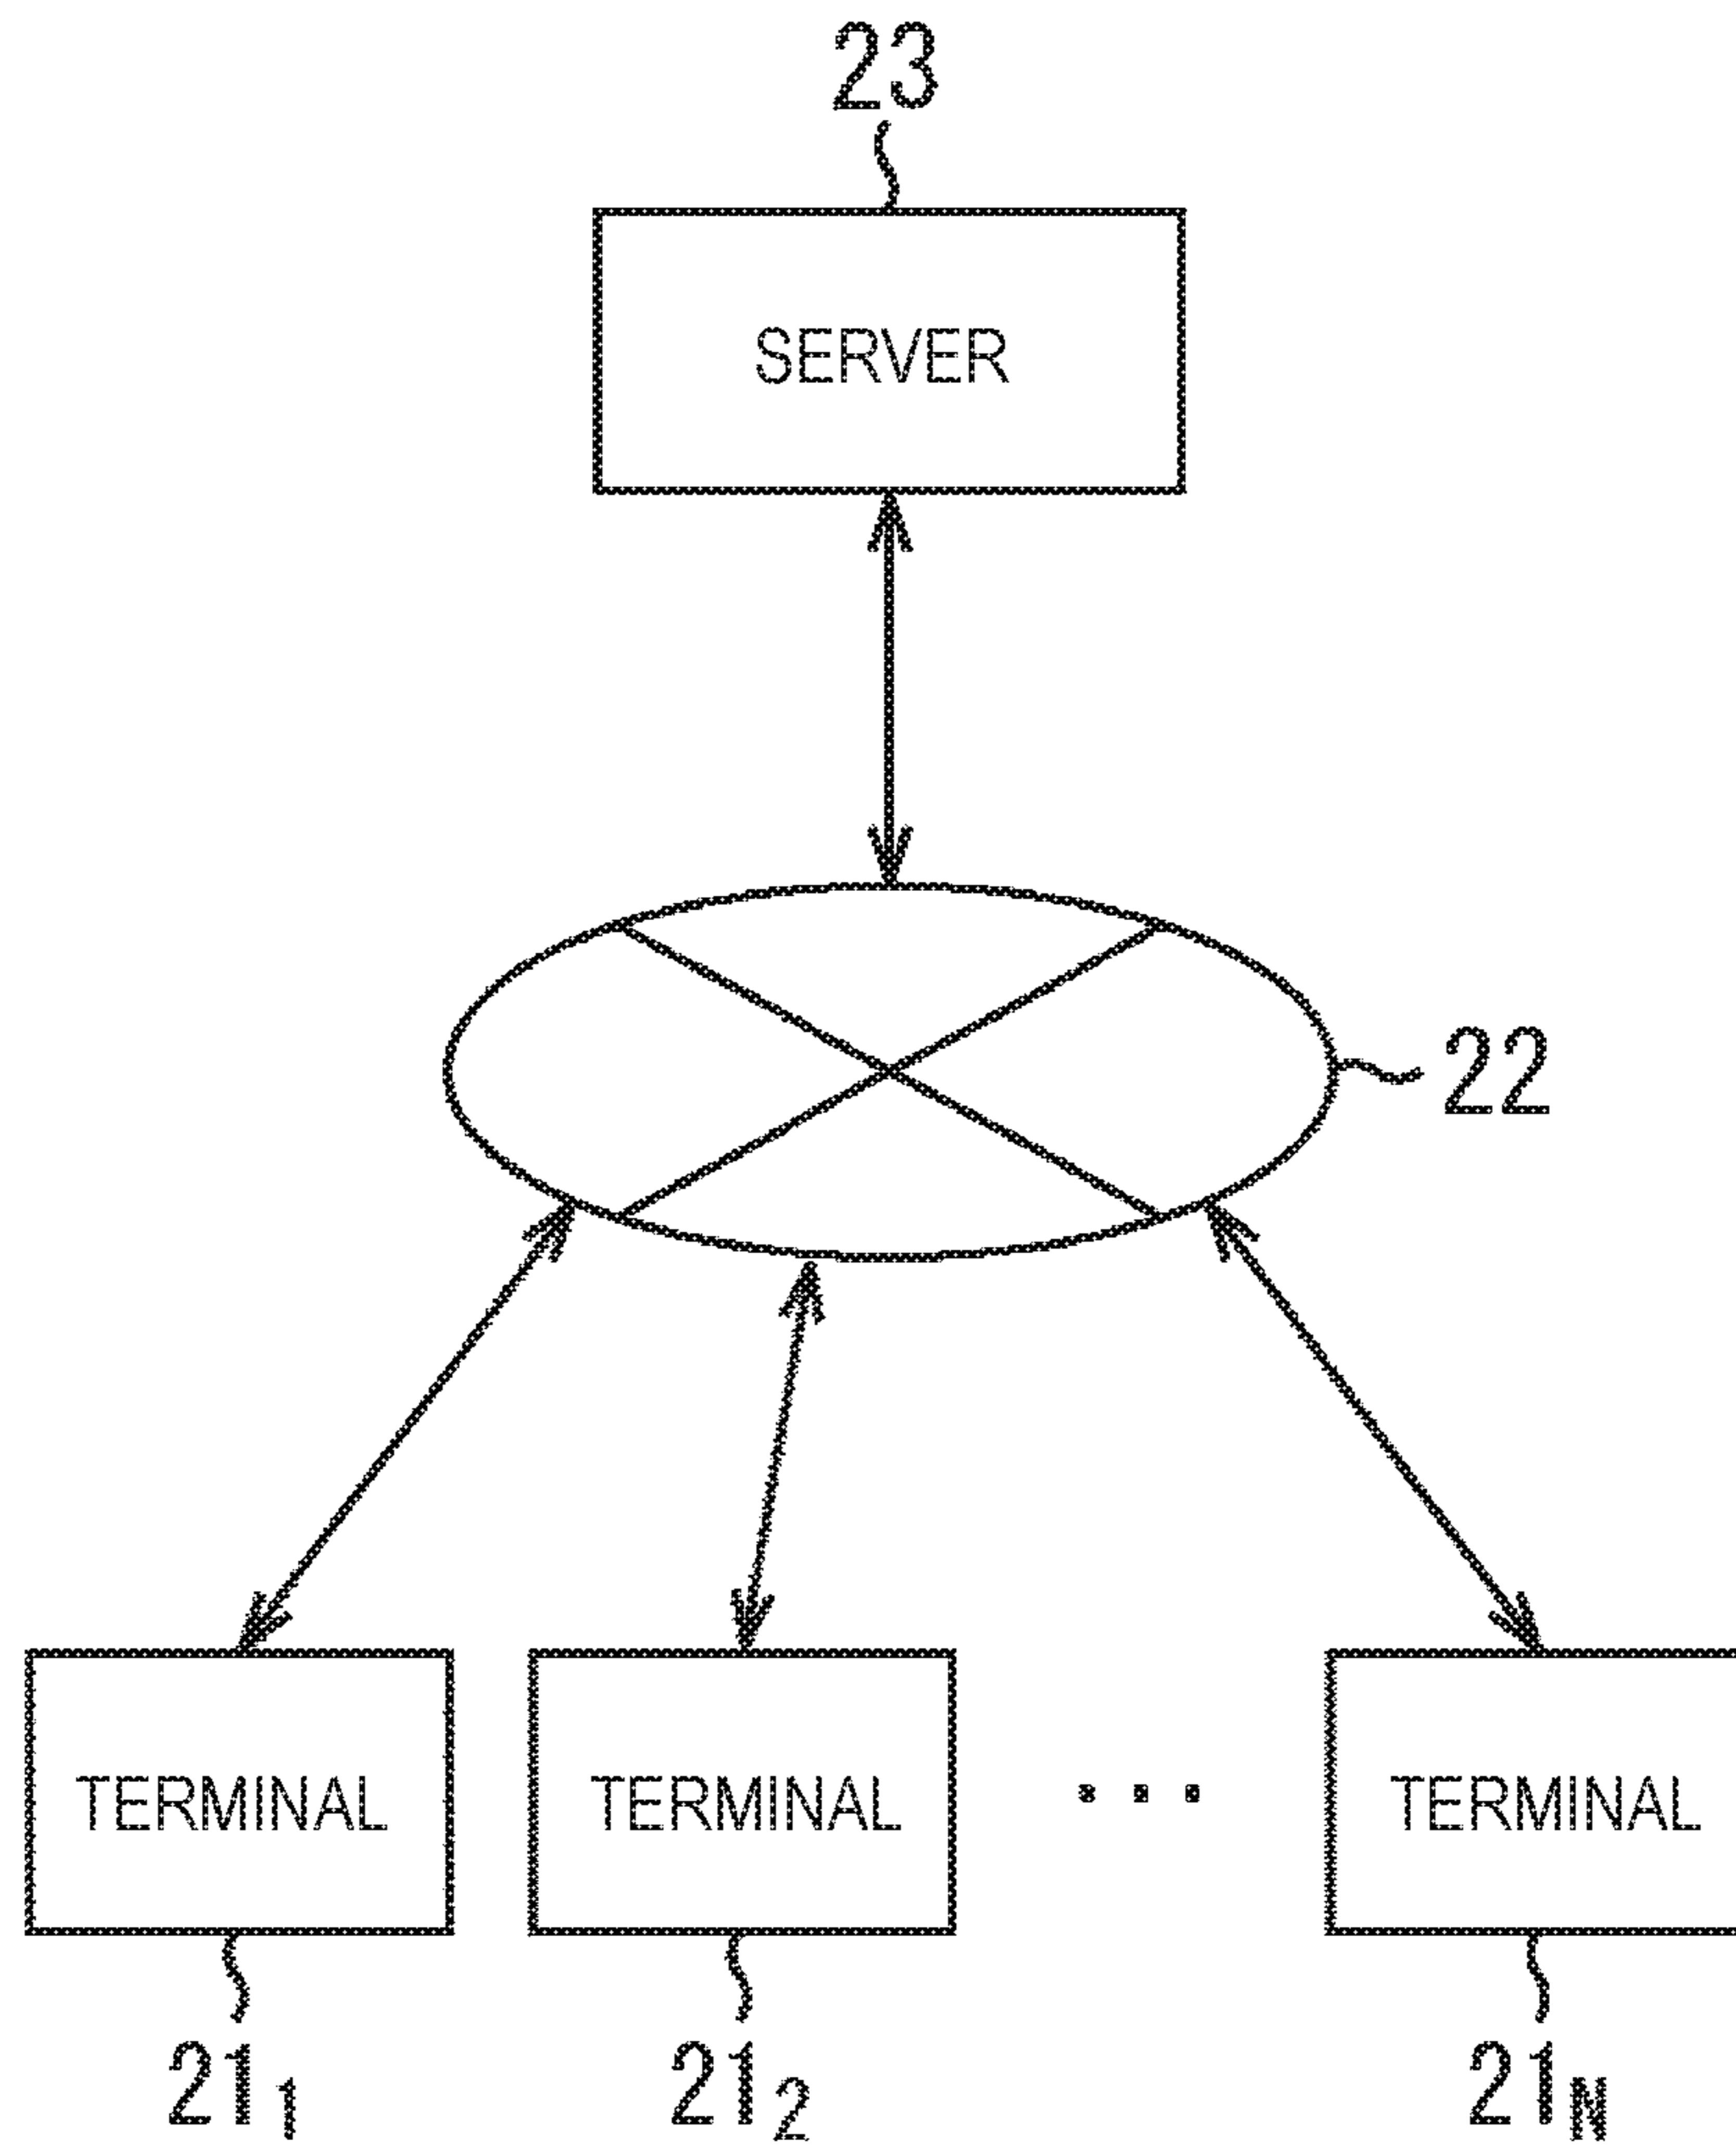 23
SERVER
22
TERMINAL TERMINAL ... TERMINAL
21₁ 21₂ 21ₙ